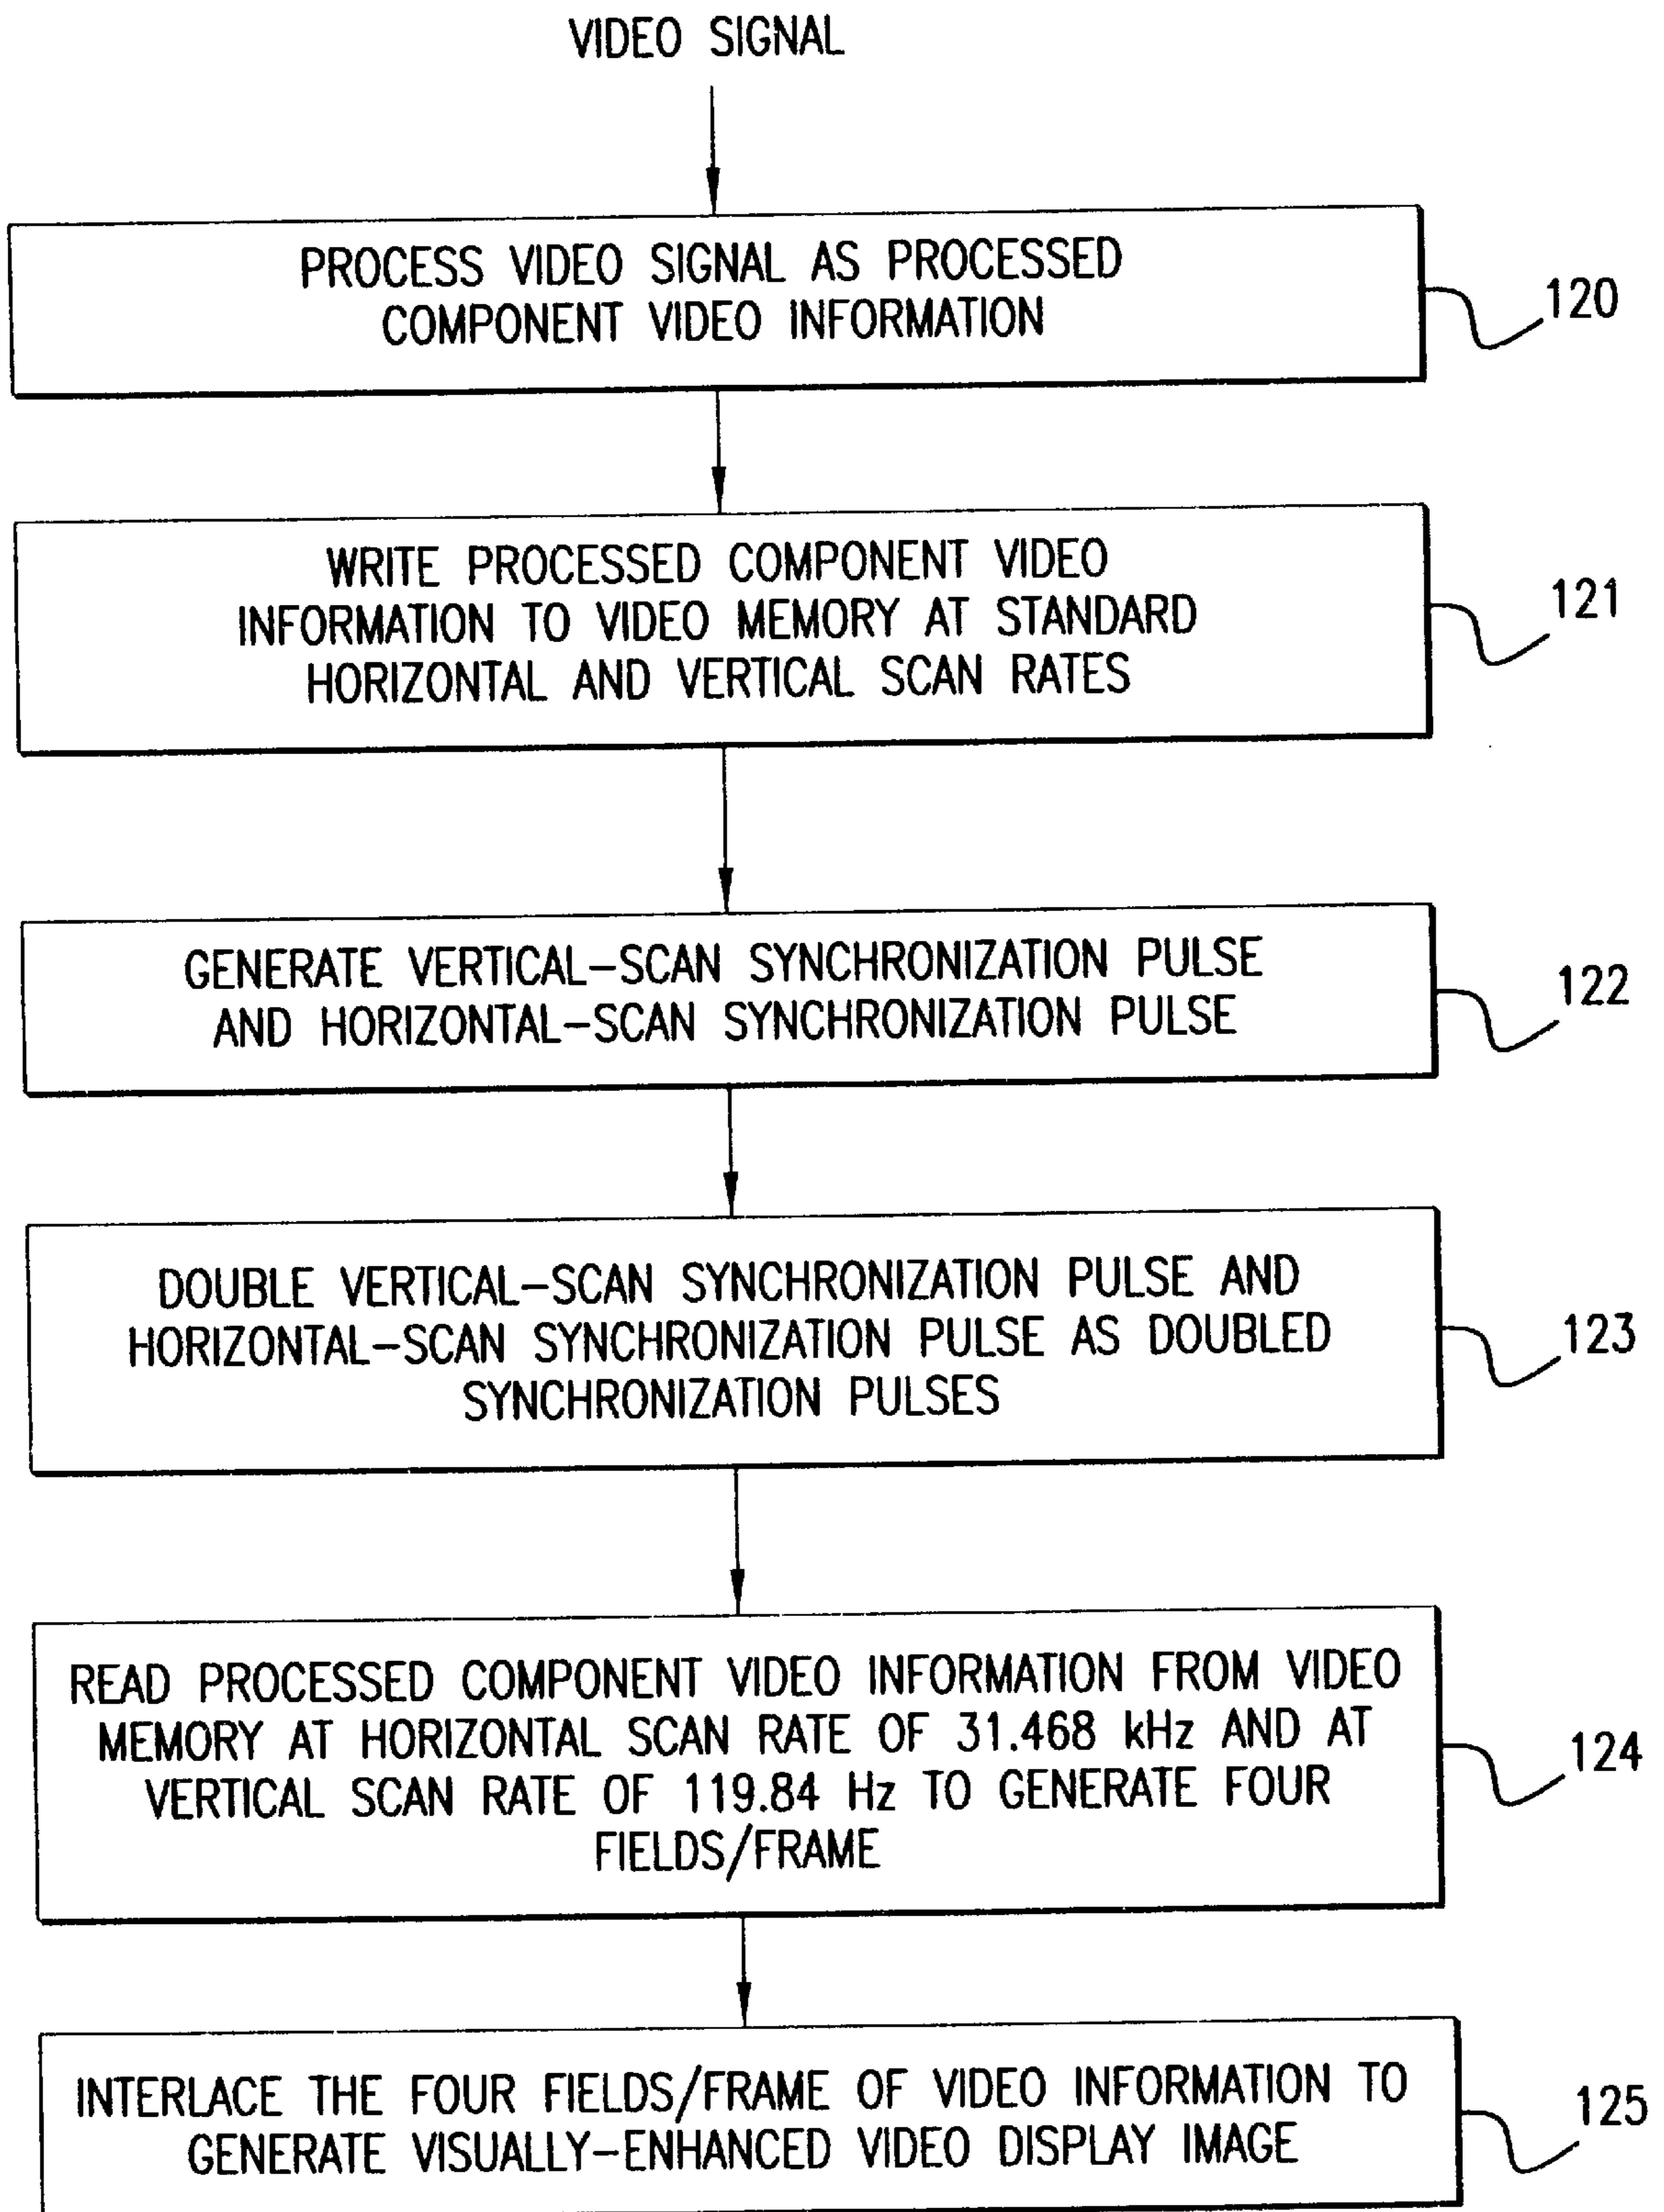 VIDEO SIGNAL
PROCESS VIDEO SIGNAL AS PROCESSED
COMPONENT VIDEO INFORMATION
120
WRITE PROCESSED COMPONENT VIDEO
INFORMATION TO VIDEO MEMORY AT STANDARD
HORIZONTAL AND VERTICAL SCAN RATES
121
GENERATE VERTICAL-SCAN SYNCHRONIZATION PULSE
AND HORIZONTAL-SCAN SYNCHRONIZATION PULSE
122
DOUBLE VERTICAL-SCAN SYNCHRONIZATION PULSE AND
HORIZONTAL-SCAN SYNCHRONIZATION PULSE AS DOUBLED
SYNCHRONIZATION PULSES
123
READ PROCESSED COMPONENT VIDEO INFORMATION FROM VIDEO
MEMORY AT HORIZONTAL SCAN RATE OF 31.468 kHz AND AT
VERTICAL SCAN RATE OF 119.84 Hz TO GENERATE FOUR
FIELDS/FRAME
124
INTERLACE THE FOUR FIELDS/FRAME OF VIDEO INFORMATION TO
GENERATE VISUALLY-ENHANCED VIDEO DISPLAY IMAGE
125